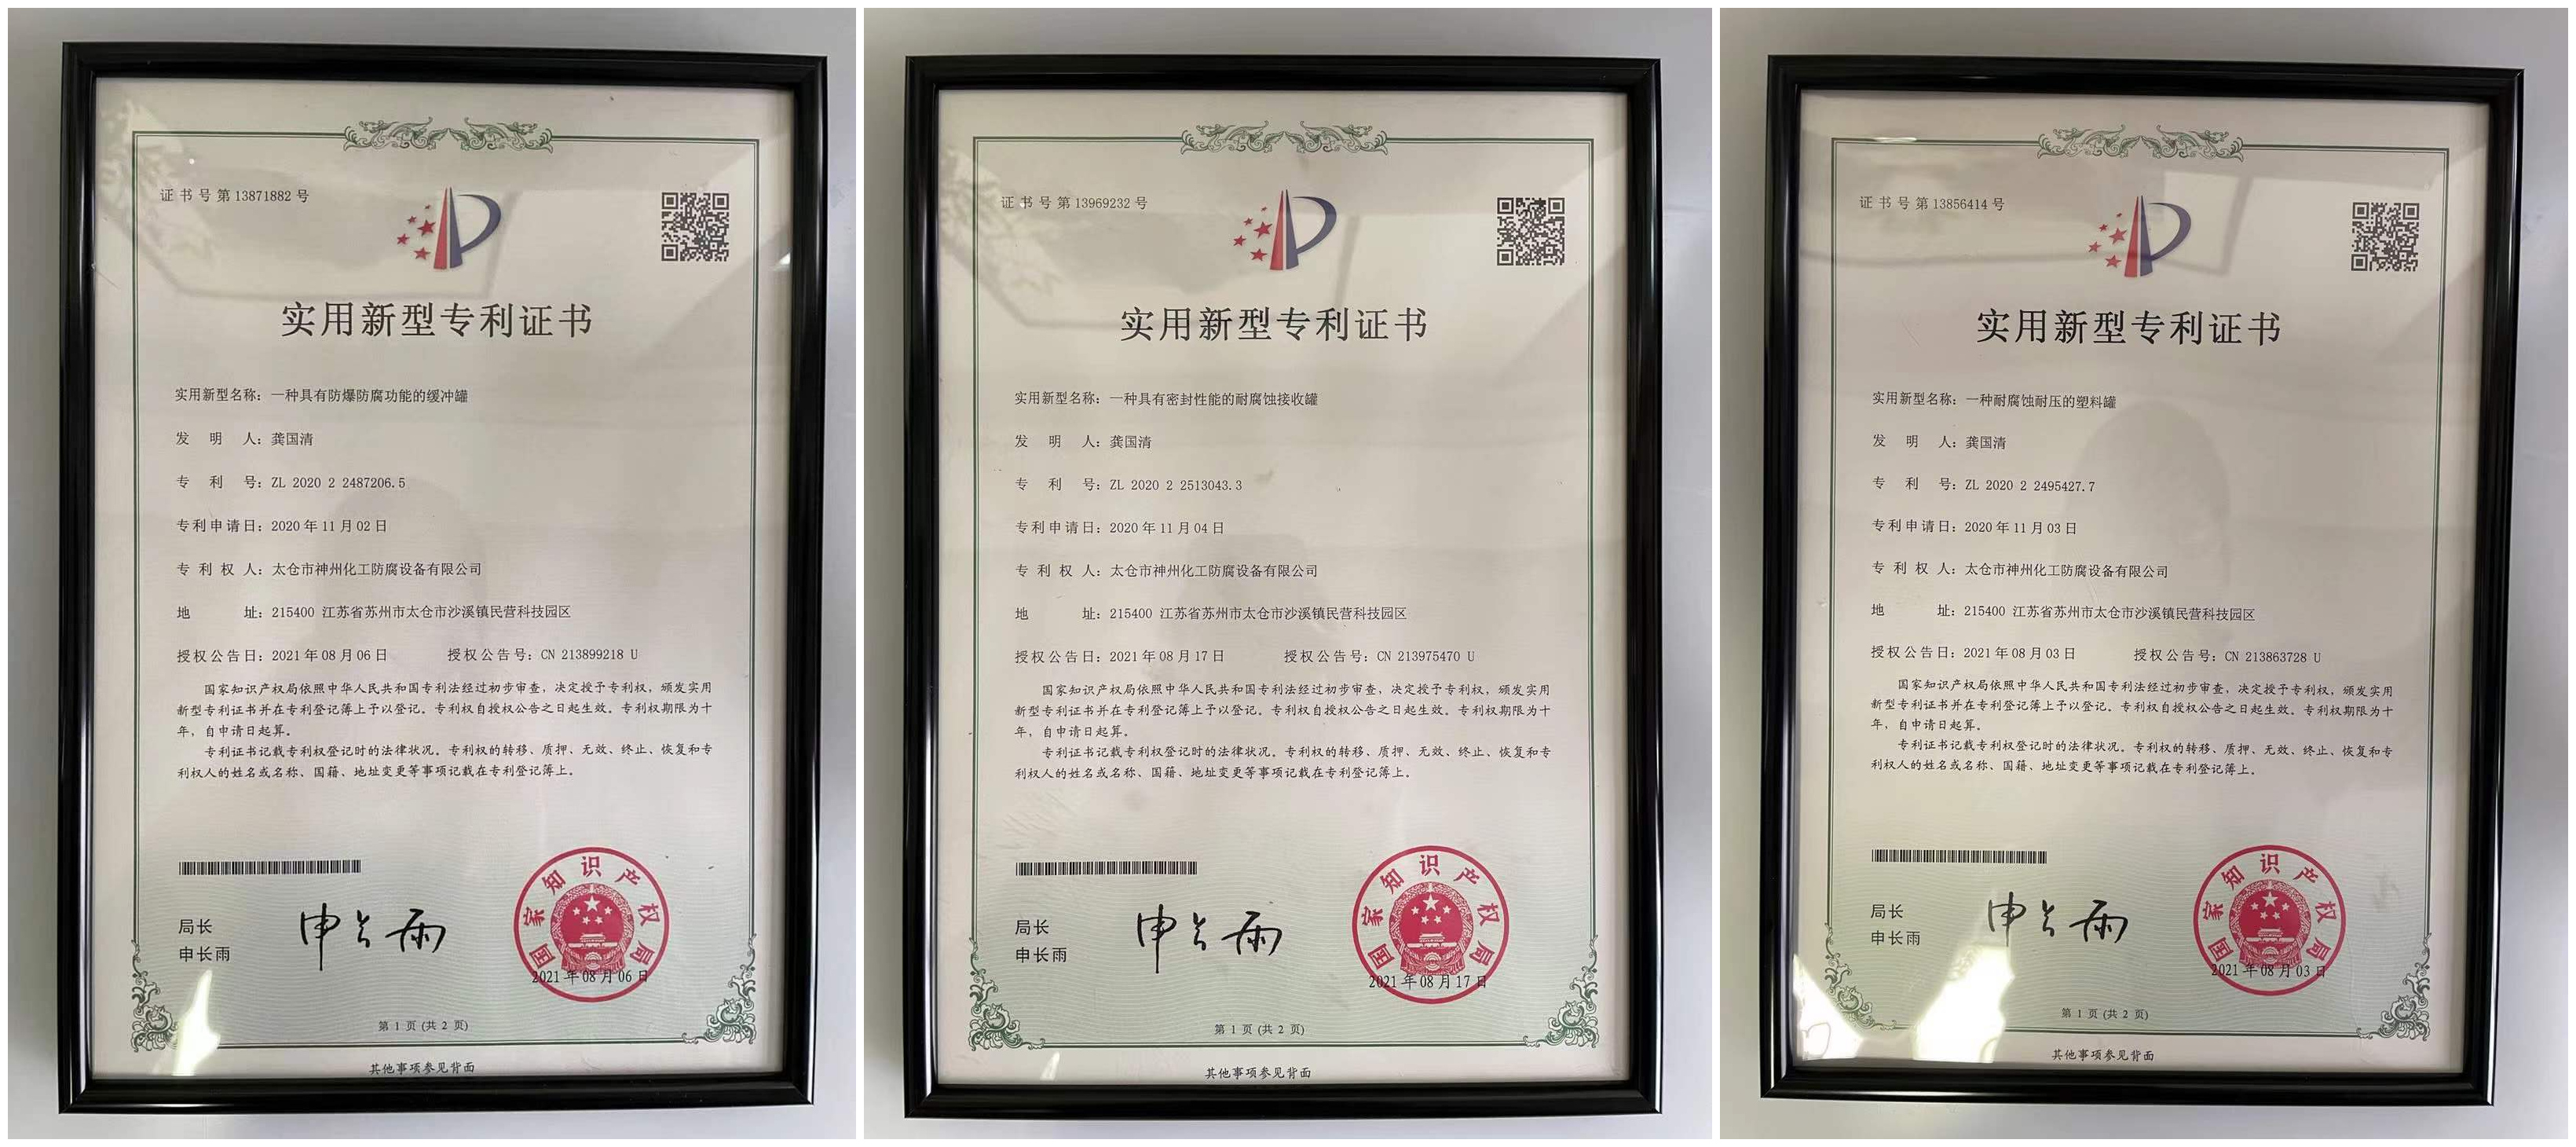 证书号第13871882号
实用新型专利证书
实用新型名称：一种具有防爆防腐功能的缓冲罐
发明人：龚国清
专利号：ZL 2020 2 2487206.5
专利申请日：2020年11月02日
专利权人：太仓市神州化工防腐设备有限公司
地址：215400 江苏省苏州市太仓市沙溪镇民营科技园区
授权公告日：2021年08月06日 授权公告号：CN 213899218 U
国家知识产权局依照中华人民共和国专利法经过初步审查，决定授予专利权，颁发实用
新型专利证书并在专利登记簿上予以登记。专利权自授权公告之日起生效。专利权期限为十
年，自申请日起算。
专利证书记载专利权登记时的法律状况。专利权的转移、质押、无效、终止、恢复和专
利权人的姓名或名称、国籍、地址变更等事项记载在专利登记簿上。
局长
申长雨
申长雨
国家知识产权局
2021年08月06日
第 1 页 (共 2 页)
其他事项参见背面
证书号第13969232号
实用新型专利证书
实用新型名称：一种具有密封性能的耐腐蚀接收罐
发明人：龚国清
专利号：ZL 2020 2 2513043.3
专利申请日：2020年11月04日
专利权人：太仓市神州化工防腐设备有限公司
地址：215400 江苏省苏州市太仓市沙溪镇民营科技园区
授权公告日：2021年08月17日 授权公告号：CN 213975470 U
国家知识产权局依照中华人民共和国专利法经过初步审查，决定授予专利权，颁发实用
新型专利证书并在专利登记簿上予以登记。专利权自授权公告之日起生效。专利权期限为十
年，自申请日起算。
专利证书记载专利权登记时的法律状况。专利权的转移、质押、无效、终止、恢复和专
利权人的姓名或名称、国籍、地址变更等事项记载在专利登记簿上。
局长
申长雨
申长雨
国家知识产权局
2021年08月17日
第 1 页 (共 2 页)
其他事项参见背面
证书号第13856414号
实用新型专利证书
实用新型名称：一种耐腐蚀耐压的塑料罐
发明人：龚国清
专利号：ZL 2020 2 2495427.7
专利申请日：2020年11月03日
专利权人：太仓市神州化工防腐设备有限公司
地址：215400 江苏省苏州市太仓市沙溪镇民营科技园区
授权公告日：2021年08月03日 授权公告号：CN 213863728 U
国家知识产权局依照中华人民共和国专利法经过初步审查，决定授予专利权，颁发实用
新型专利证书并在专利登记簿上予以登记。专利权自授权公告之日起生效。专利权期限为十
年，自申请日起算。
专利证书记载专利权登记时的法律状况。专利权的转移、质押、无效、终止、恢复和专
利权人的姓名或名称、国籍、地址变更等事项记载在专利登记簿上。
局长
申长雨
申长雨
国家知识产权局
2021年08月03日
第 1 页 (共 2 页)
其他事项参见背面